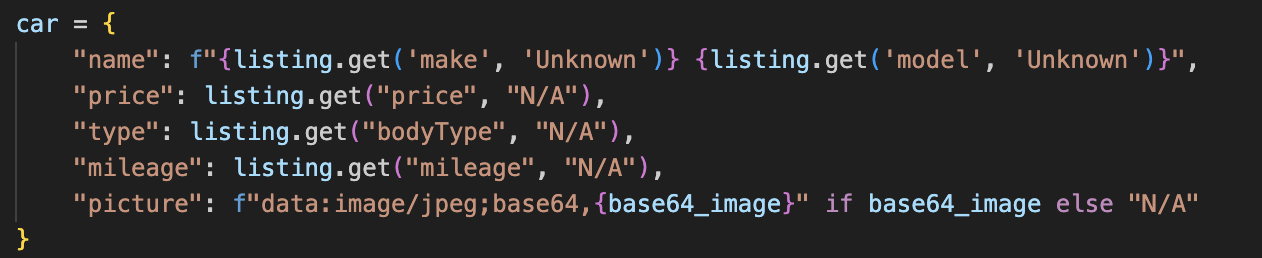 car = {
    "name": f"{listing.get('make', 'Unknown')} {listing.get('model', 'Unknown')}",
    "price": listing.get("price", "N/A"),
    "type": listing.get("bodyType", "N/A"),
    "mileage": listing.get("mileage", "N/A"),
    "picture": f"data:image/jpeg;base64,{base64_image}" if base64_image else "N/A"
}